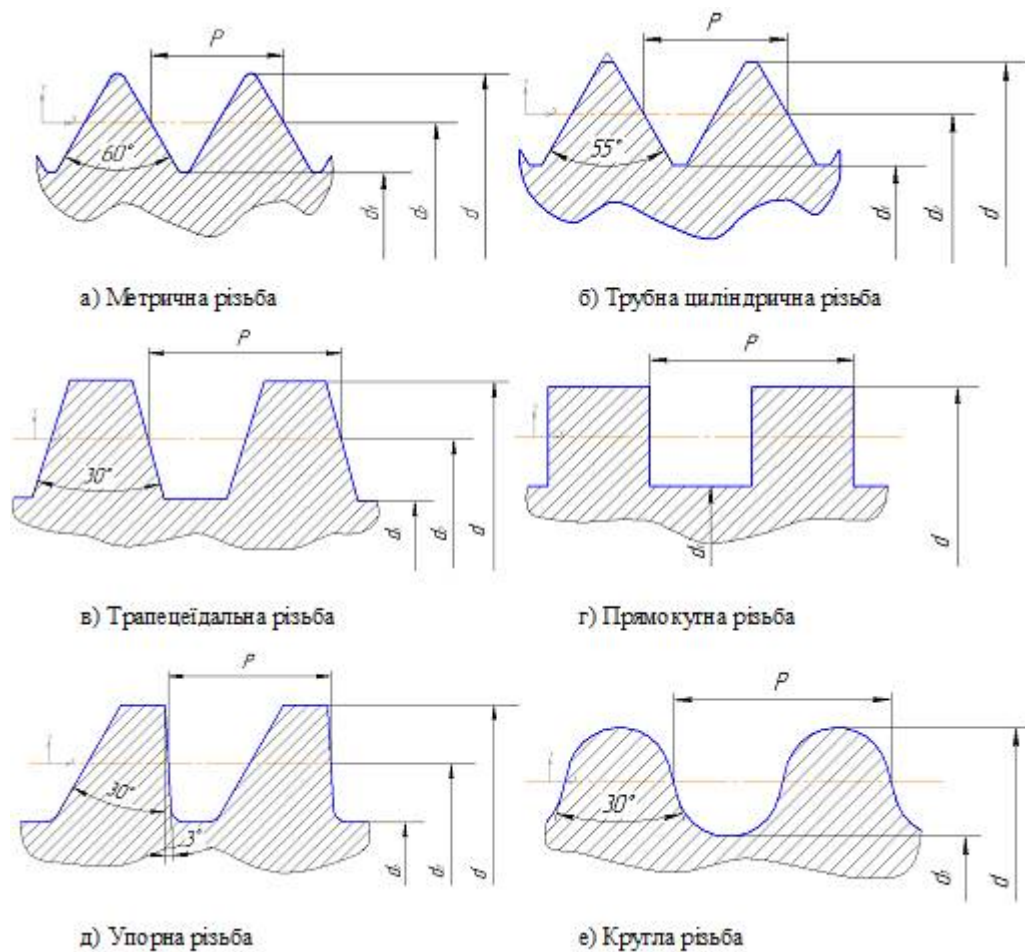 P
P
60°
55°
d₁
d₂
d
d₁
d₂
d
а) Метрична різьба
б) Трубна циліндрична різьба
P
P
30°
d₁
d₂
d
d₁
d
в) Трапецеїдальна різьба
г) Прямокутна різьба
P
P
30°
3°
30°
d₁
d₂
d
d₁
d
д) Упорна різьба
е) Кругла різьба